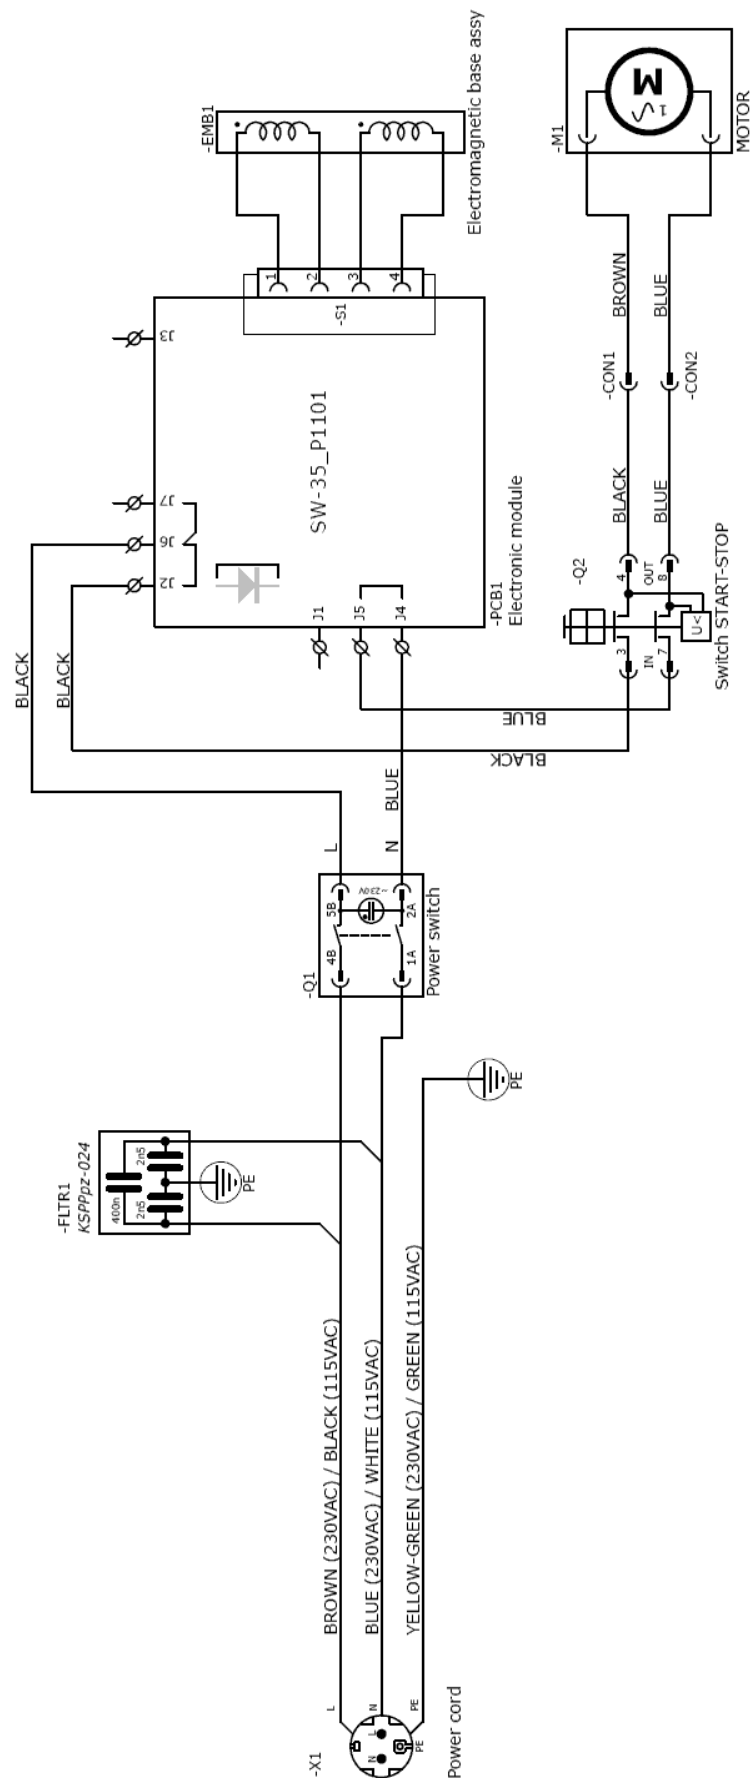 -X1
Power cord
L
N
PE
L
N
PE
BROWN (230VAC) / BLACK (115VAC)
BLUE (230VAC) / WHITE (115VAC)
YELLOW-GREEN (230VAC) / GREEN (115VAC)
-FLTR1
KSPPpz-024
400n
2n5
2n5
PE
PE
-Q1
Power switch
4B
5B
1A
2A
~230V
L
N
BLUE
BLACK
BLACK
BLACK
BLUE
-PCB1
Electronic module
SW-35_P1101
J1
J5
J4
J2
J6
J7
J3
-S1
1
2
3
4
-EMB1
Electromagnetic base assy
-Q2
Switch START-STOP
3
4
IN
OUT
7
8
U<
BLACK
BLUE
-CON1
-CON2
BROWN
BLUE
-M1
M
1
MOTOR